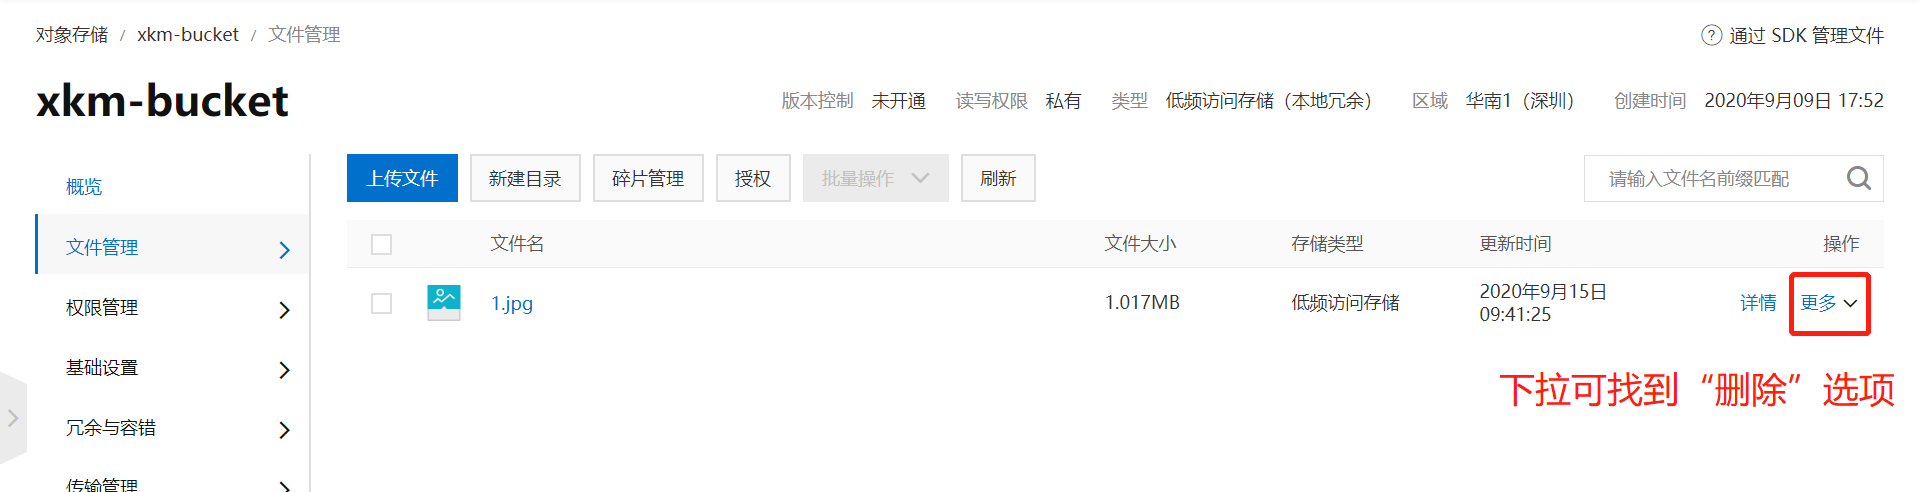 对象存储 / xkm-bucket / 文件管理
? 通过 SDK 管理文件
xkm-bucket
版本控制 未开通 读写权限 私有 类型 低频访问存储（本地冗余） 区域 华南1（深圳） 创建时间 2020年9月09日 17:52
概览
文件管理
权限管理
基础设置
冗余与容错
传输管理
上传文件 新建目录 碎片管理 授权 批量操作 刷新
请输入文件名前缀匹配
文件名 文件大小 存储类型 更新时间 操作
1.jpg 1.017MB 低频访问存储 2020年9月15日 详情 更多
09:41:25
下拉可找到“删除”选项